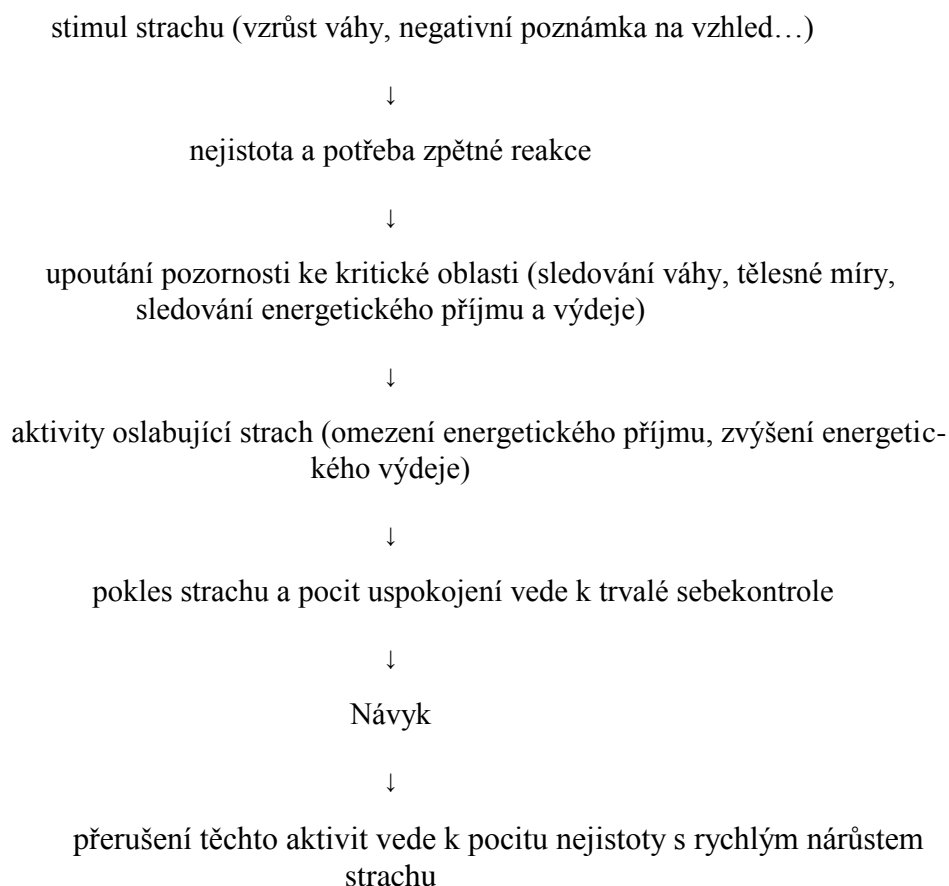 stimul strachu (vzrůst váhy, negativní poznámka na vzhled…)
↓
nejistota a potřeba zpětné reakce
↓
upoutání pozornosti ke kritické oblasti (sledování váhy, tělesné míry,
sledování energetického příjmu a výdeje)
↓
aktivity oslabující strach (omezení energetického příjmu, zvýšení energetic-
kého výdeje)
↓
pokles strachu a pocit uspokojení vede k trvalé sebekontrole
↓
Návyk
↓
přerušení těchto aktivit vede k pocitu nejistoty s rychlým nárůstem
strachu